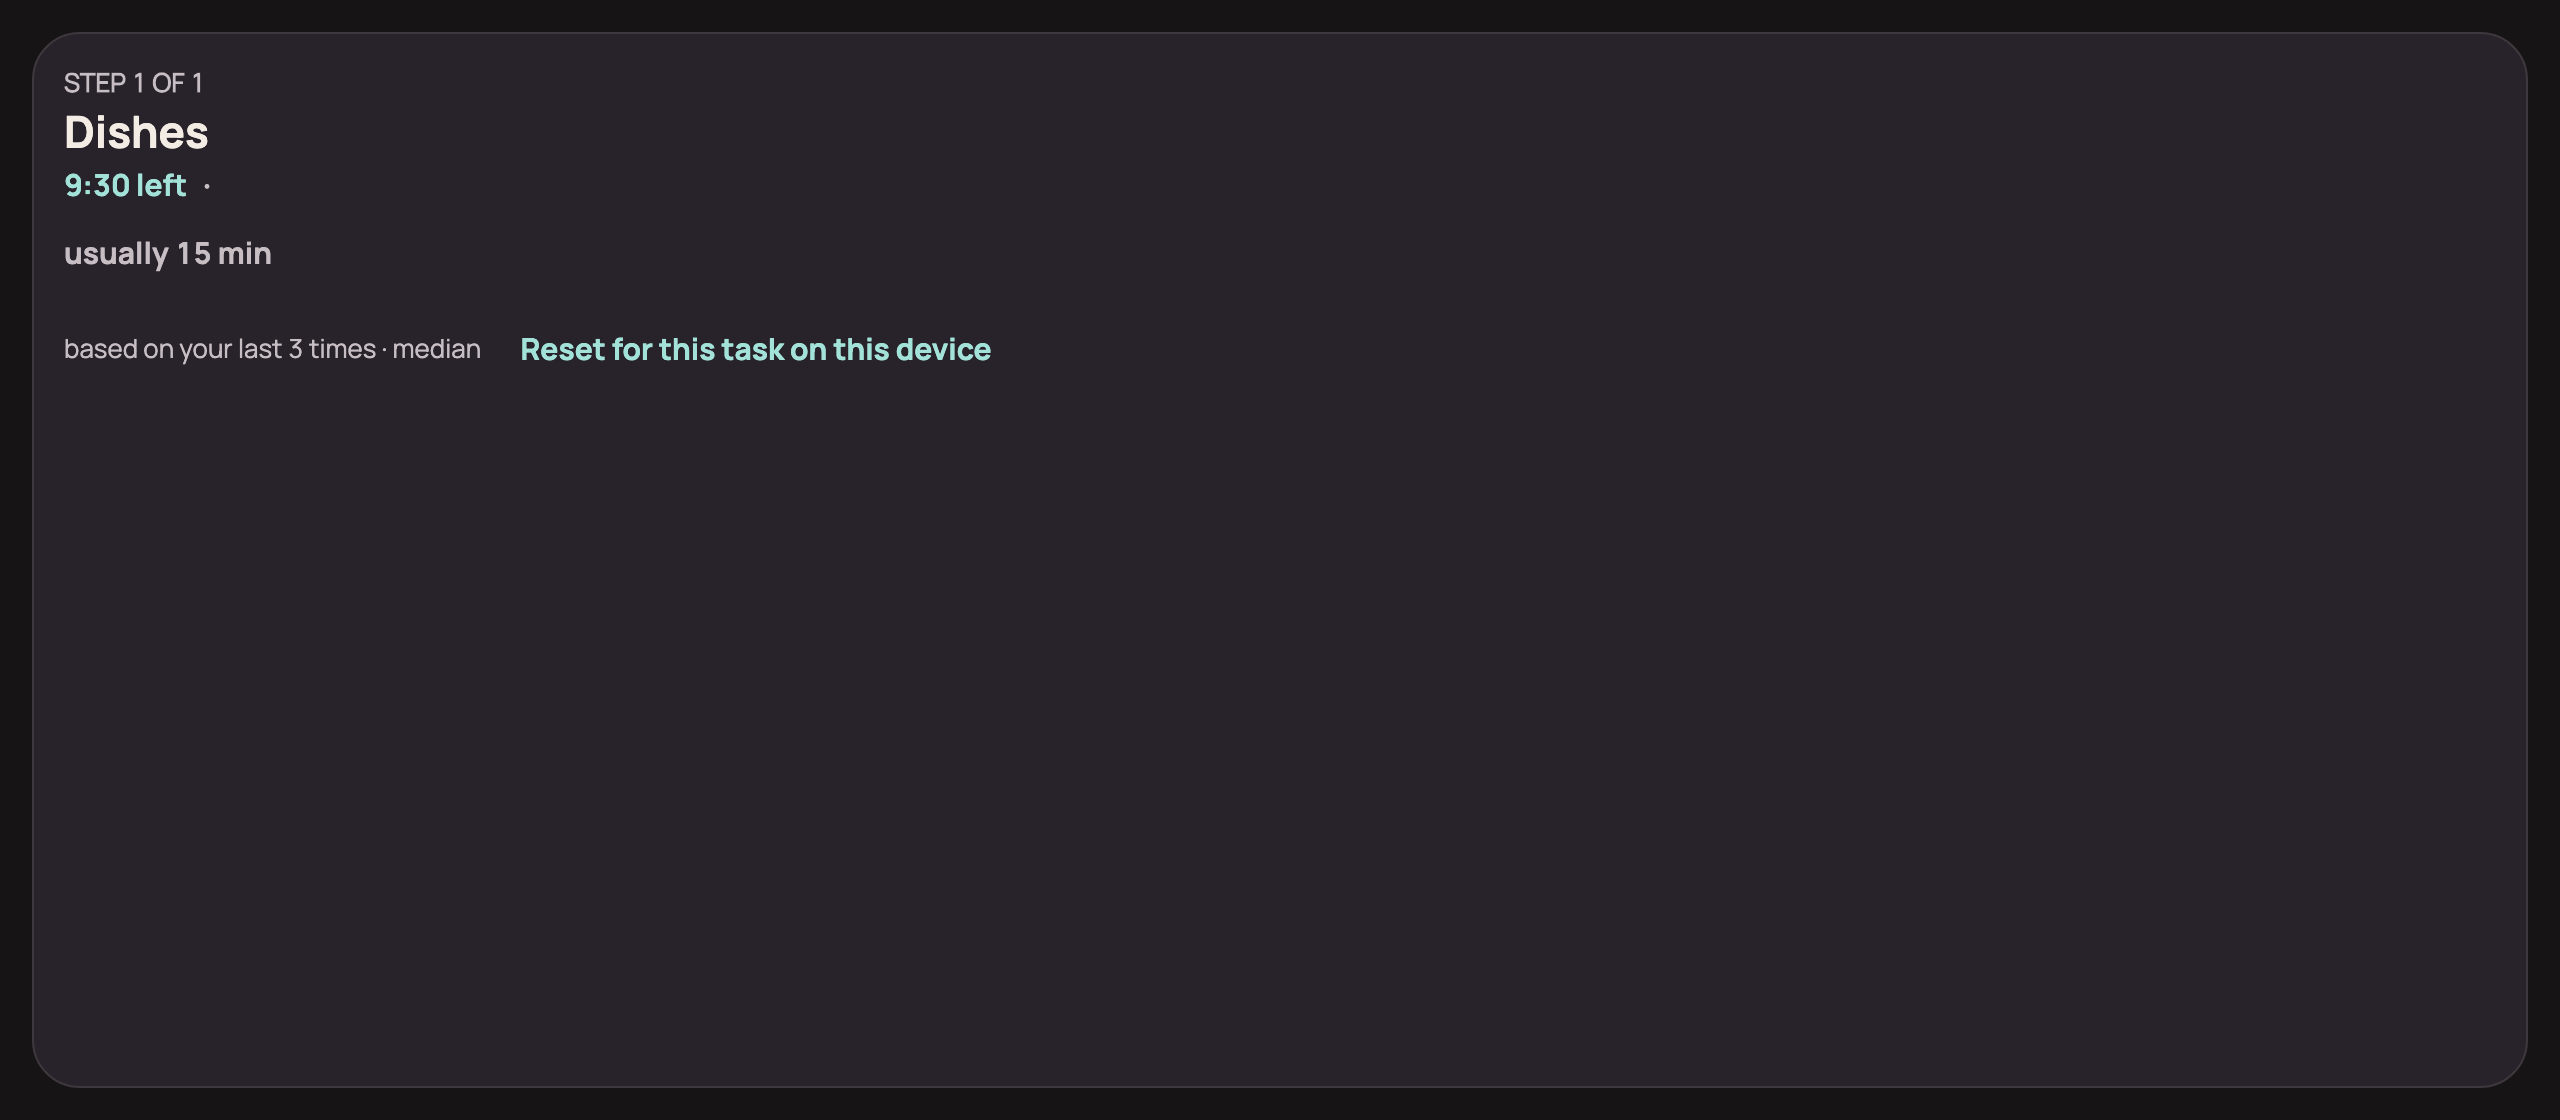 STEP 1 OF 1
Dishes
9:30 left ·
usually 15 min
based on your last 3 times · median Reset for this task on this device